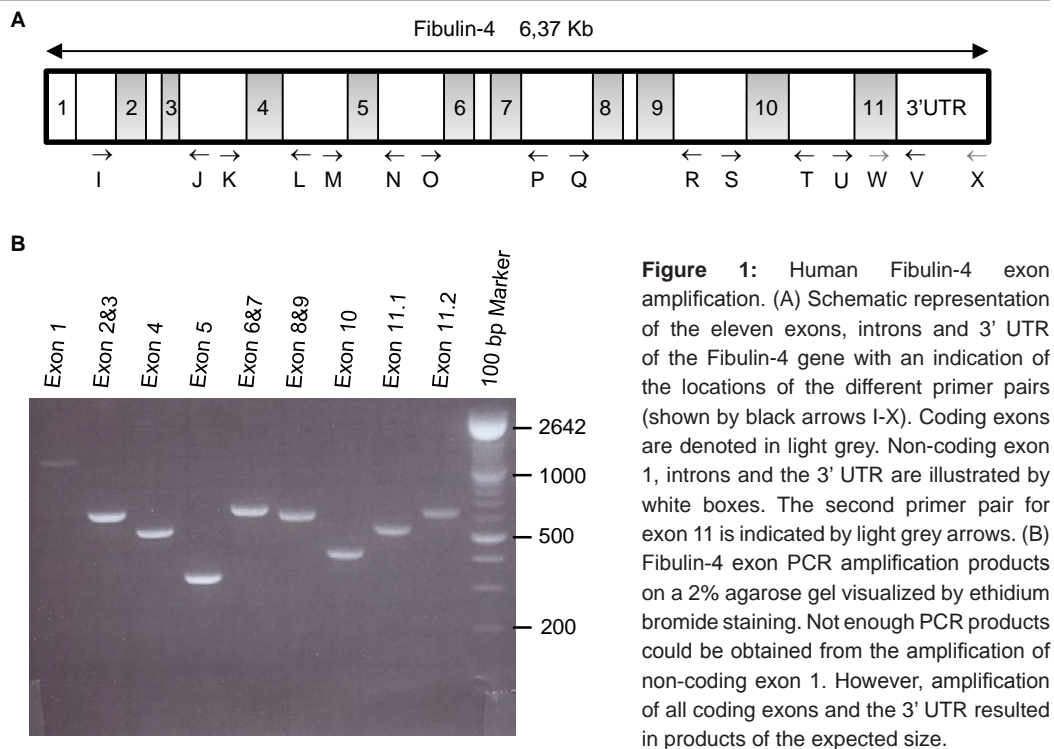 A
Fibulin-4 6,37 Kb
1 2 3 4 5 6 7 8 9 10 11 3’UTR
I J K L M N O P Q R S T U W V X
B
Exon 1
Exon 2&3
Exon 4
Exon 5
Exon 6&7
Exon 8&9
Exon 10
Exon 11.1
Exon 11.2
100 bp Marker
2642
1000
500
200
Figure 1: Human Fibulin-4 exon
amplification. (A) Schematic representation
of the eleven exons, introns and 3’ UTR
of the Fibulin-4 gene with an indication of
the locations of the different primer pairs
(shown by black arrows I-X). Coding exons
are denoted in light grey. Non-coding exon
1, introns and the 3’ UTR are illustrated by
white boxes. The second primer pair for
exon 11 is indicated by light grey arrows. (B)
Fibulin-4 exon PCR amplification products
on a 2% agarose gel visualized by ethidium
bromide staining. Not enough PCR products
could be obtained from the amplification of
non-coding exon 1. However, amplification
of all coding exons and the 3’ UTR resulted
in products of the expected size.